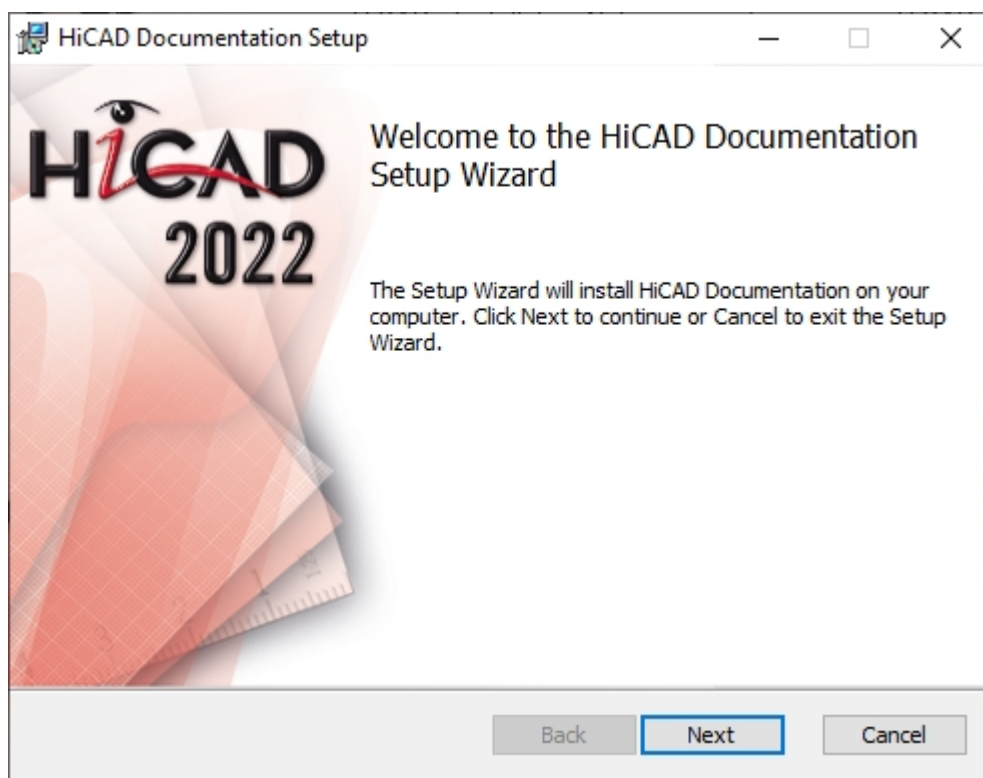 HiCAD Documentation Setup
HiCAD
2022
Welcome to the HiCAD Documentation
Setup Wizard
The Setup Wizard will install HiCAD Documentation on your
computer. Click Next to continue or Cancel to exit the Setup
Wizard.
Back
Next
Cancel